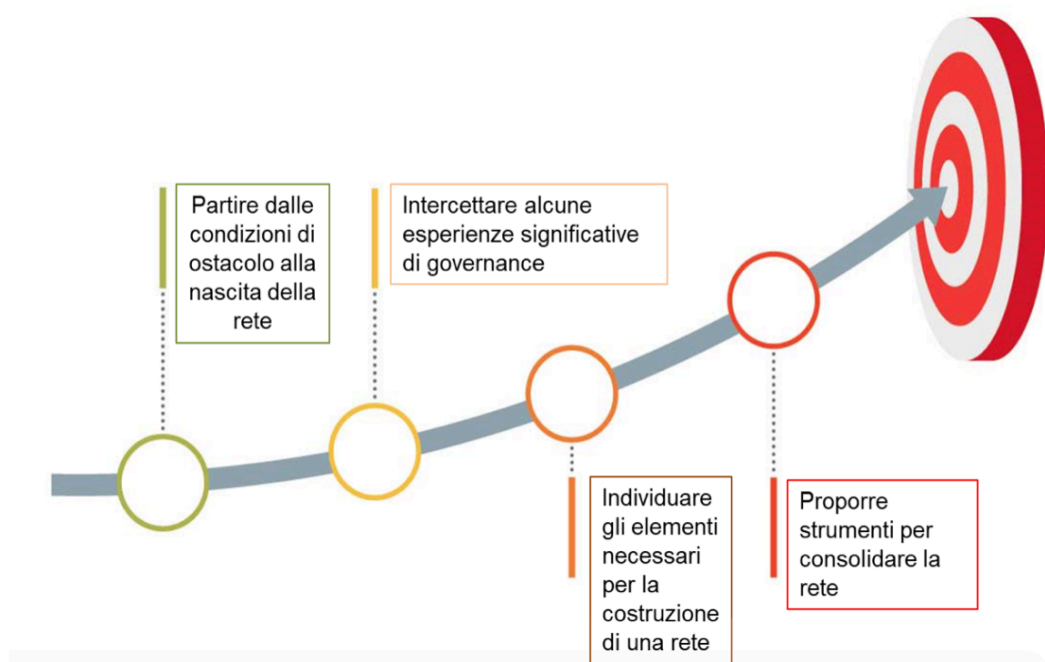 Partire dalle
condizioni di
ostacolo alla
nascita della
rete
Intercettare alcune
esperienze significative
di governance
Individuare
gli elementi
necessari
per la
costruzione
di una rete
Proporre
strumenti per
consolidare la
rete